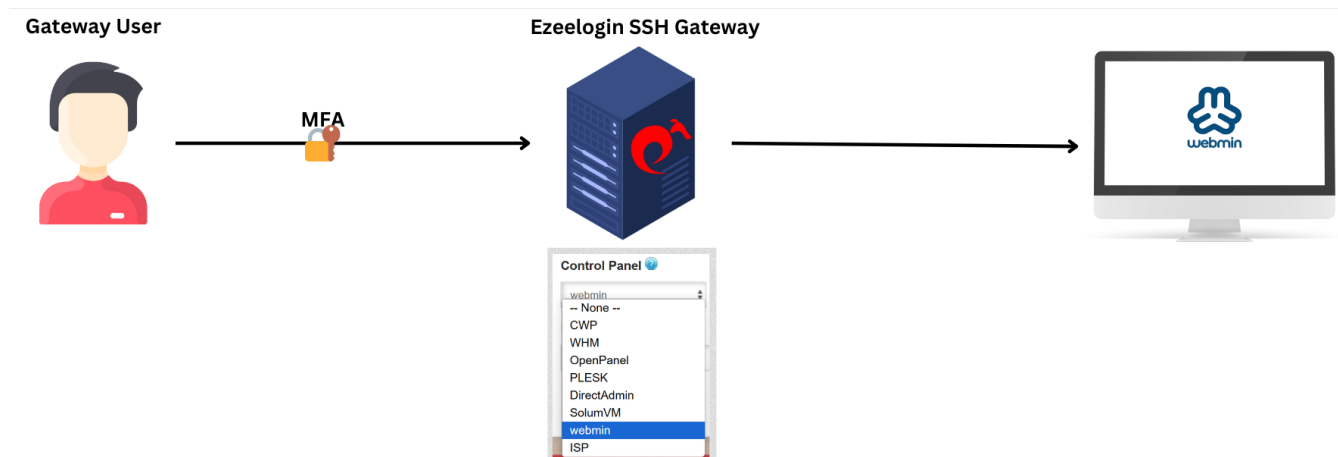 Gateway User
Ezeelogin SSH Gateway
MFA
webmin
Control Panel
webmin
-- None --
CWP
WHM
OpenPanel
PLESK
DirectAdmin
SolumVM
webmin
ISP